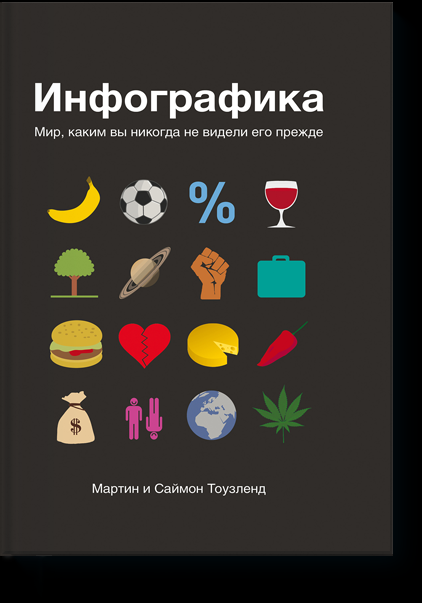 Инфографика
Мир, каким вы никогда не видели его прежде
%
$
Мартин и Саймон Тоузленд